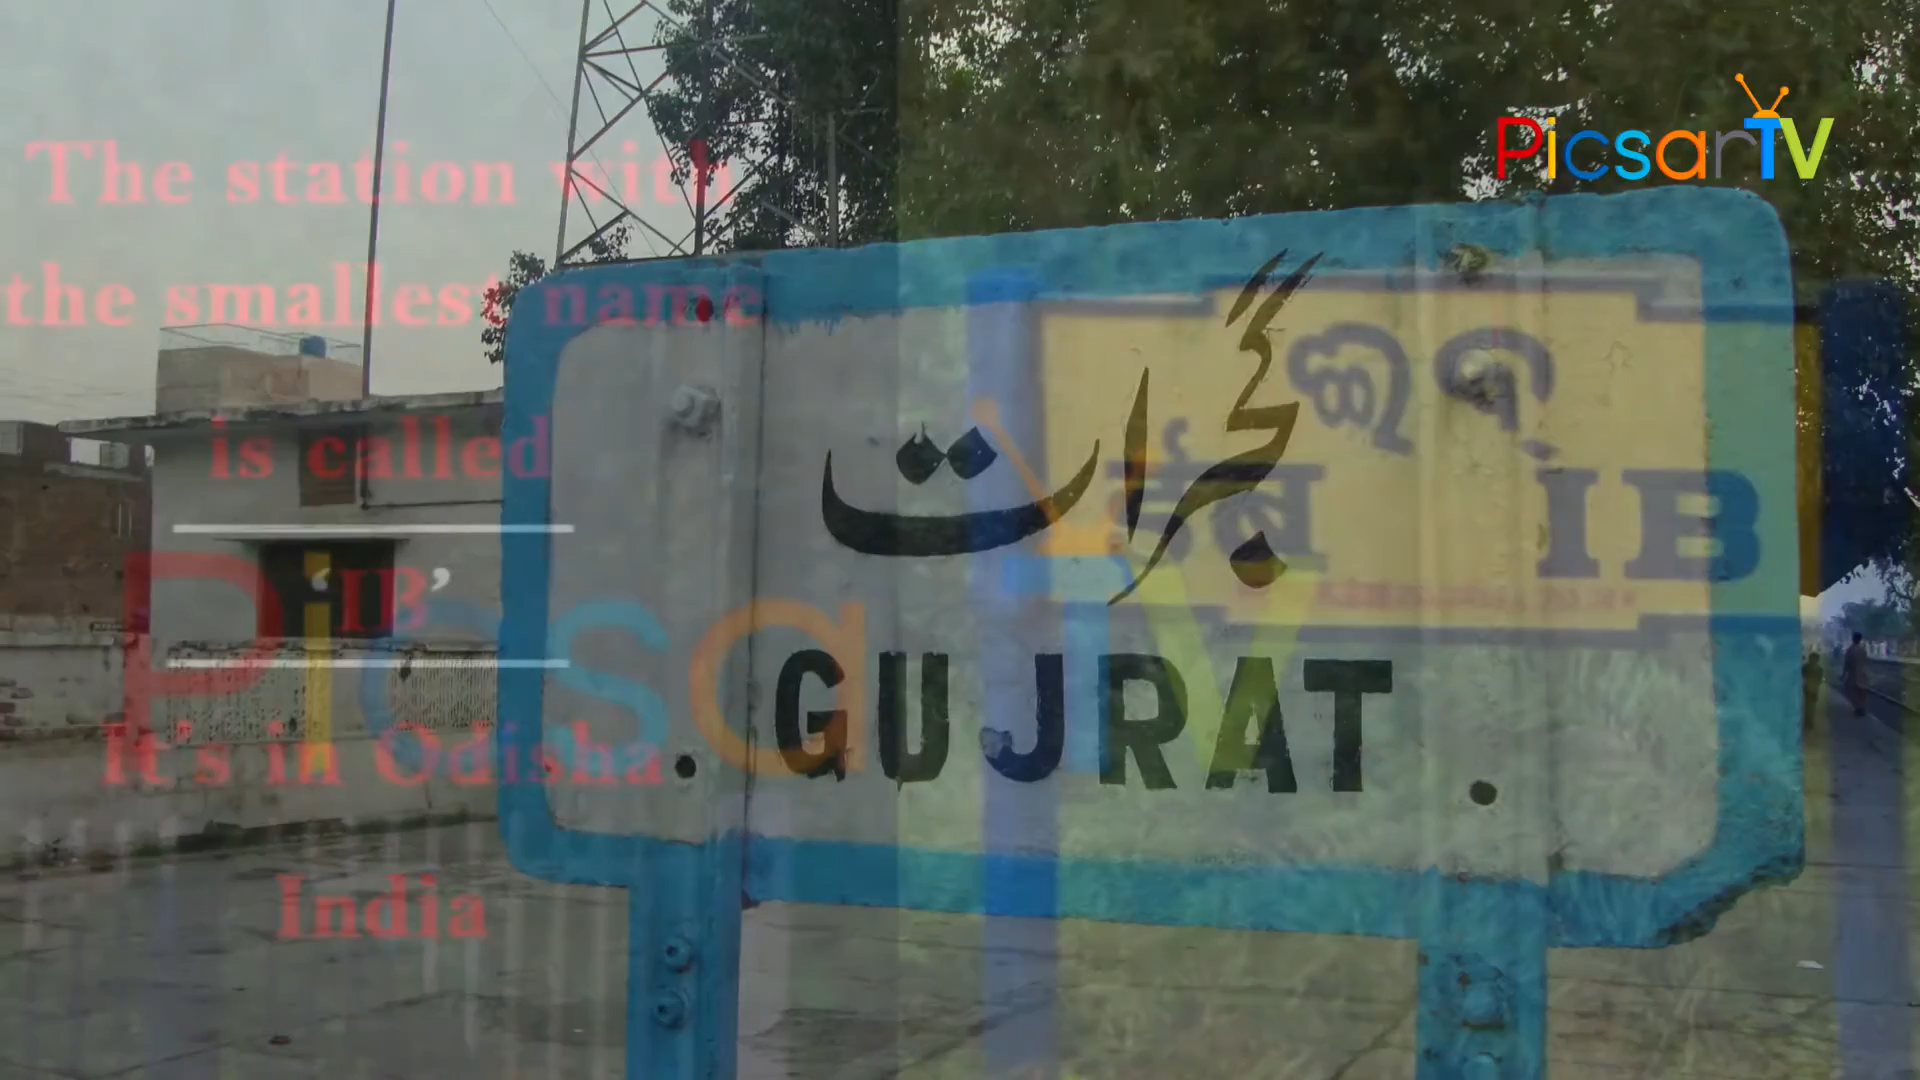 PicsarTV
The station with
the smallest name
is called
'IB'
It's in Odisha
India
گجرات
GUJRAT
ଇବ
ईब
IB
PicsarTV